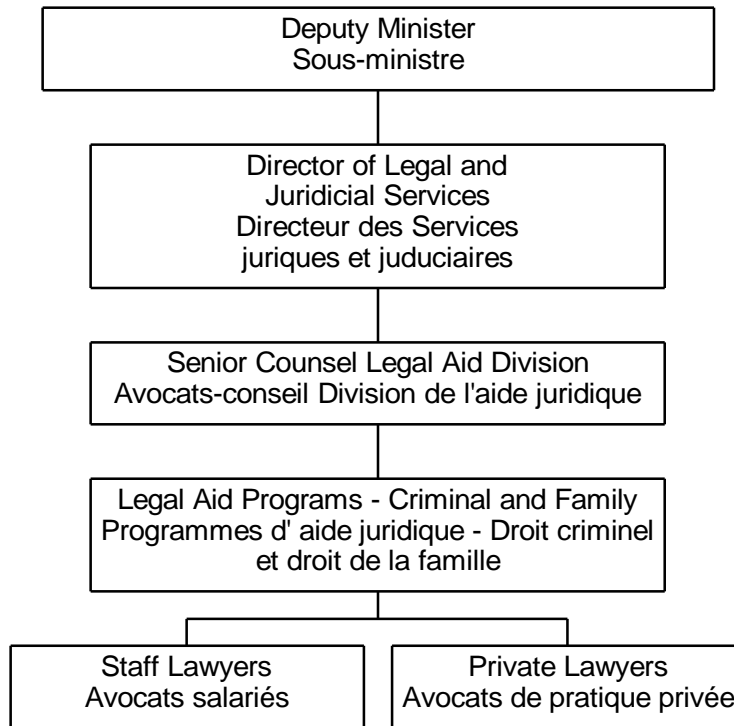 Deputy Minister
Sous-ministre
Director of Legal and
Juridicial Services
Directeur des Services
juriques et juduciaires
Senior Counsel Legal Aid Division
Avocats-conseil Division de l'aide juridique
Legal Aid Programs - Criminal and Family
Programmes d' aide juridique - Droit criminel
et droit de la famille
Staff Lawyers
Avocats salariés
Private Lawyers
Avocats de pratique privée